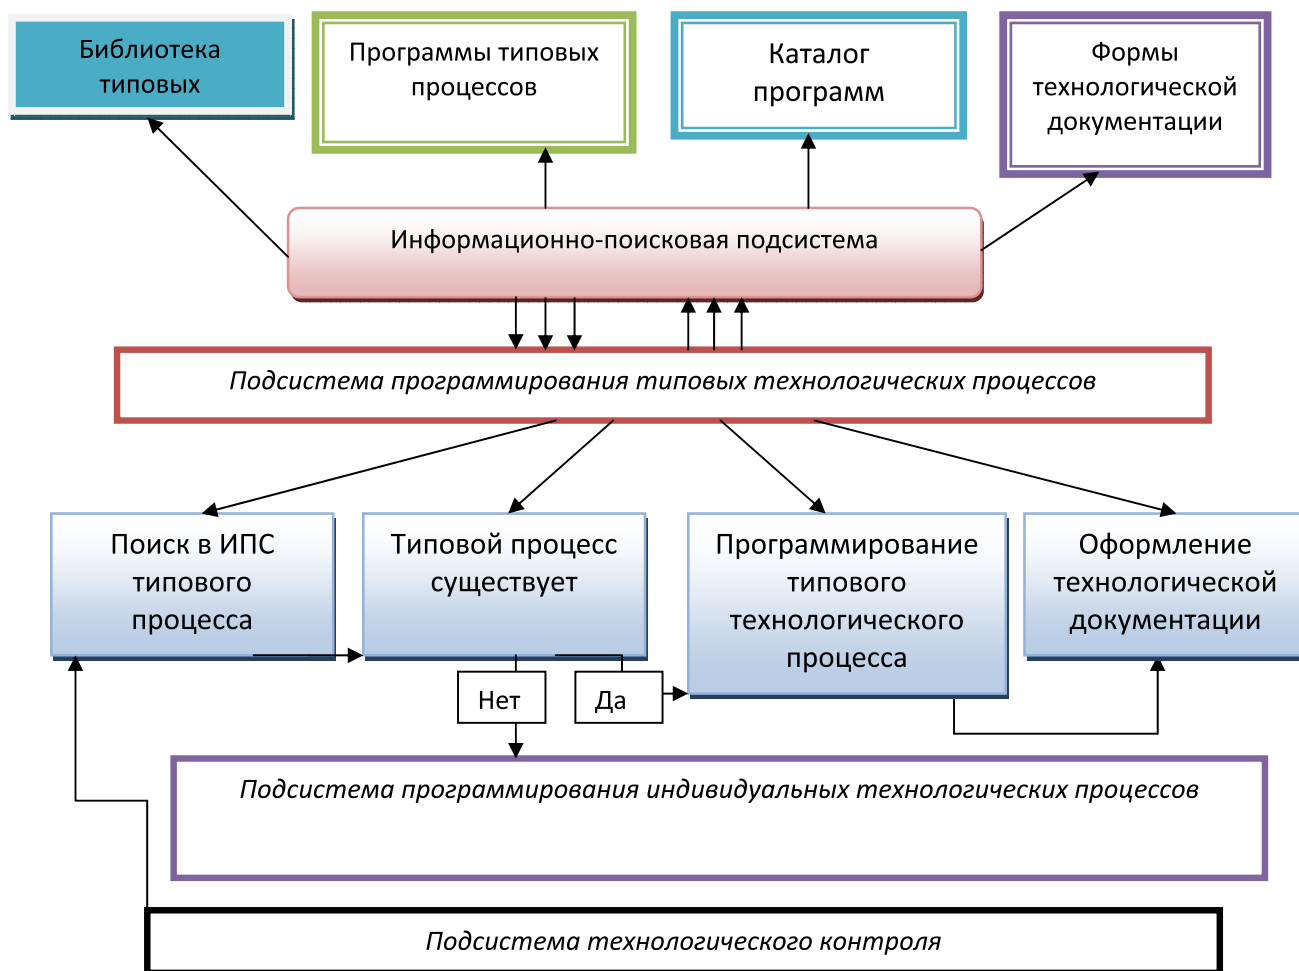 Библиотека
типовых
Программы типовых
процессов
Каталог
программ
Формы
технологической
документации
Информационно-поисковая подсистема
Подсистема программирования типовых технологических процессов
Поиск в ИПС
типового
процесса
Типовой процесс
существует
Программирование
типового
технологического
процесса
Оформление
технологической
документации
Нет
Да
Подсистема программирования индивидуальных технологических процессов
Подсистема технологического контроля